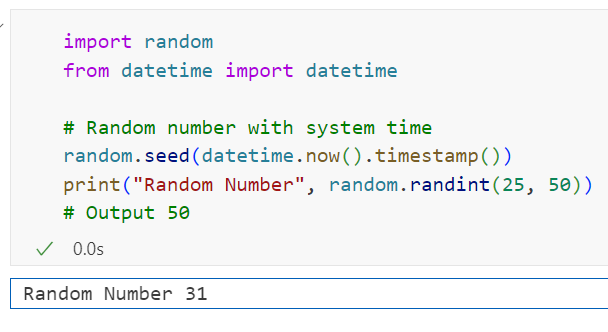 import random
from datetime import datetime
# Random number with system time
random.seed(datetime.now().timestamp())
print("Random Number", random.randint(25, 50))
# Output 50
0.0s
Random Number 31